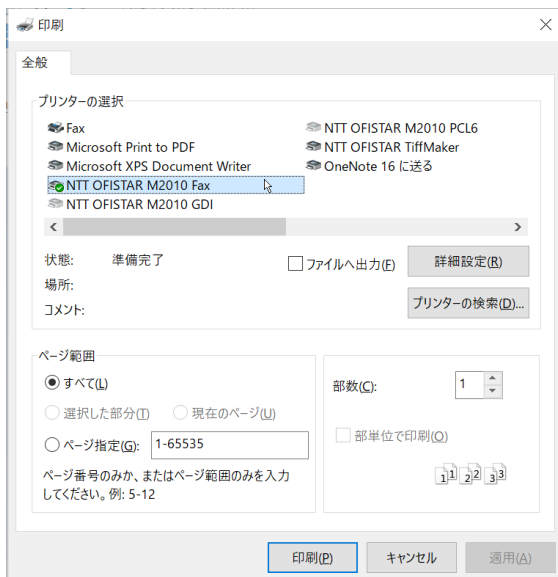 印刷
全般
プリンターの選択
Fax
Microsoft Print to PDF
Microsoft XPS Document Writer
NTT OFISTAR M2010 Fax
NTT OFISTAR M2010 GDI
NTT OFISTAR M2010 PCL6
NTT OFISTAR TiffMaker
OneNote 16 に送る
状態: 準備完了
場所:
コメント:
ファイルへ出力(F)
詳細設定(R)
プリンターの検索(D)...
ページ範囲
すべて(L)
選択した部分(T) 現在のページ(U)
ページ指定(G): 1-65535
ページ番号のみか、またはページ範囲のみを入力
してください。例: 5-12
部数(C): 1
部単位で印刷(O)
11 22 33
印刷(P) キャンセル 適用(A)